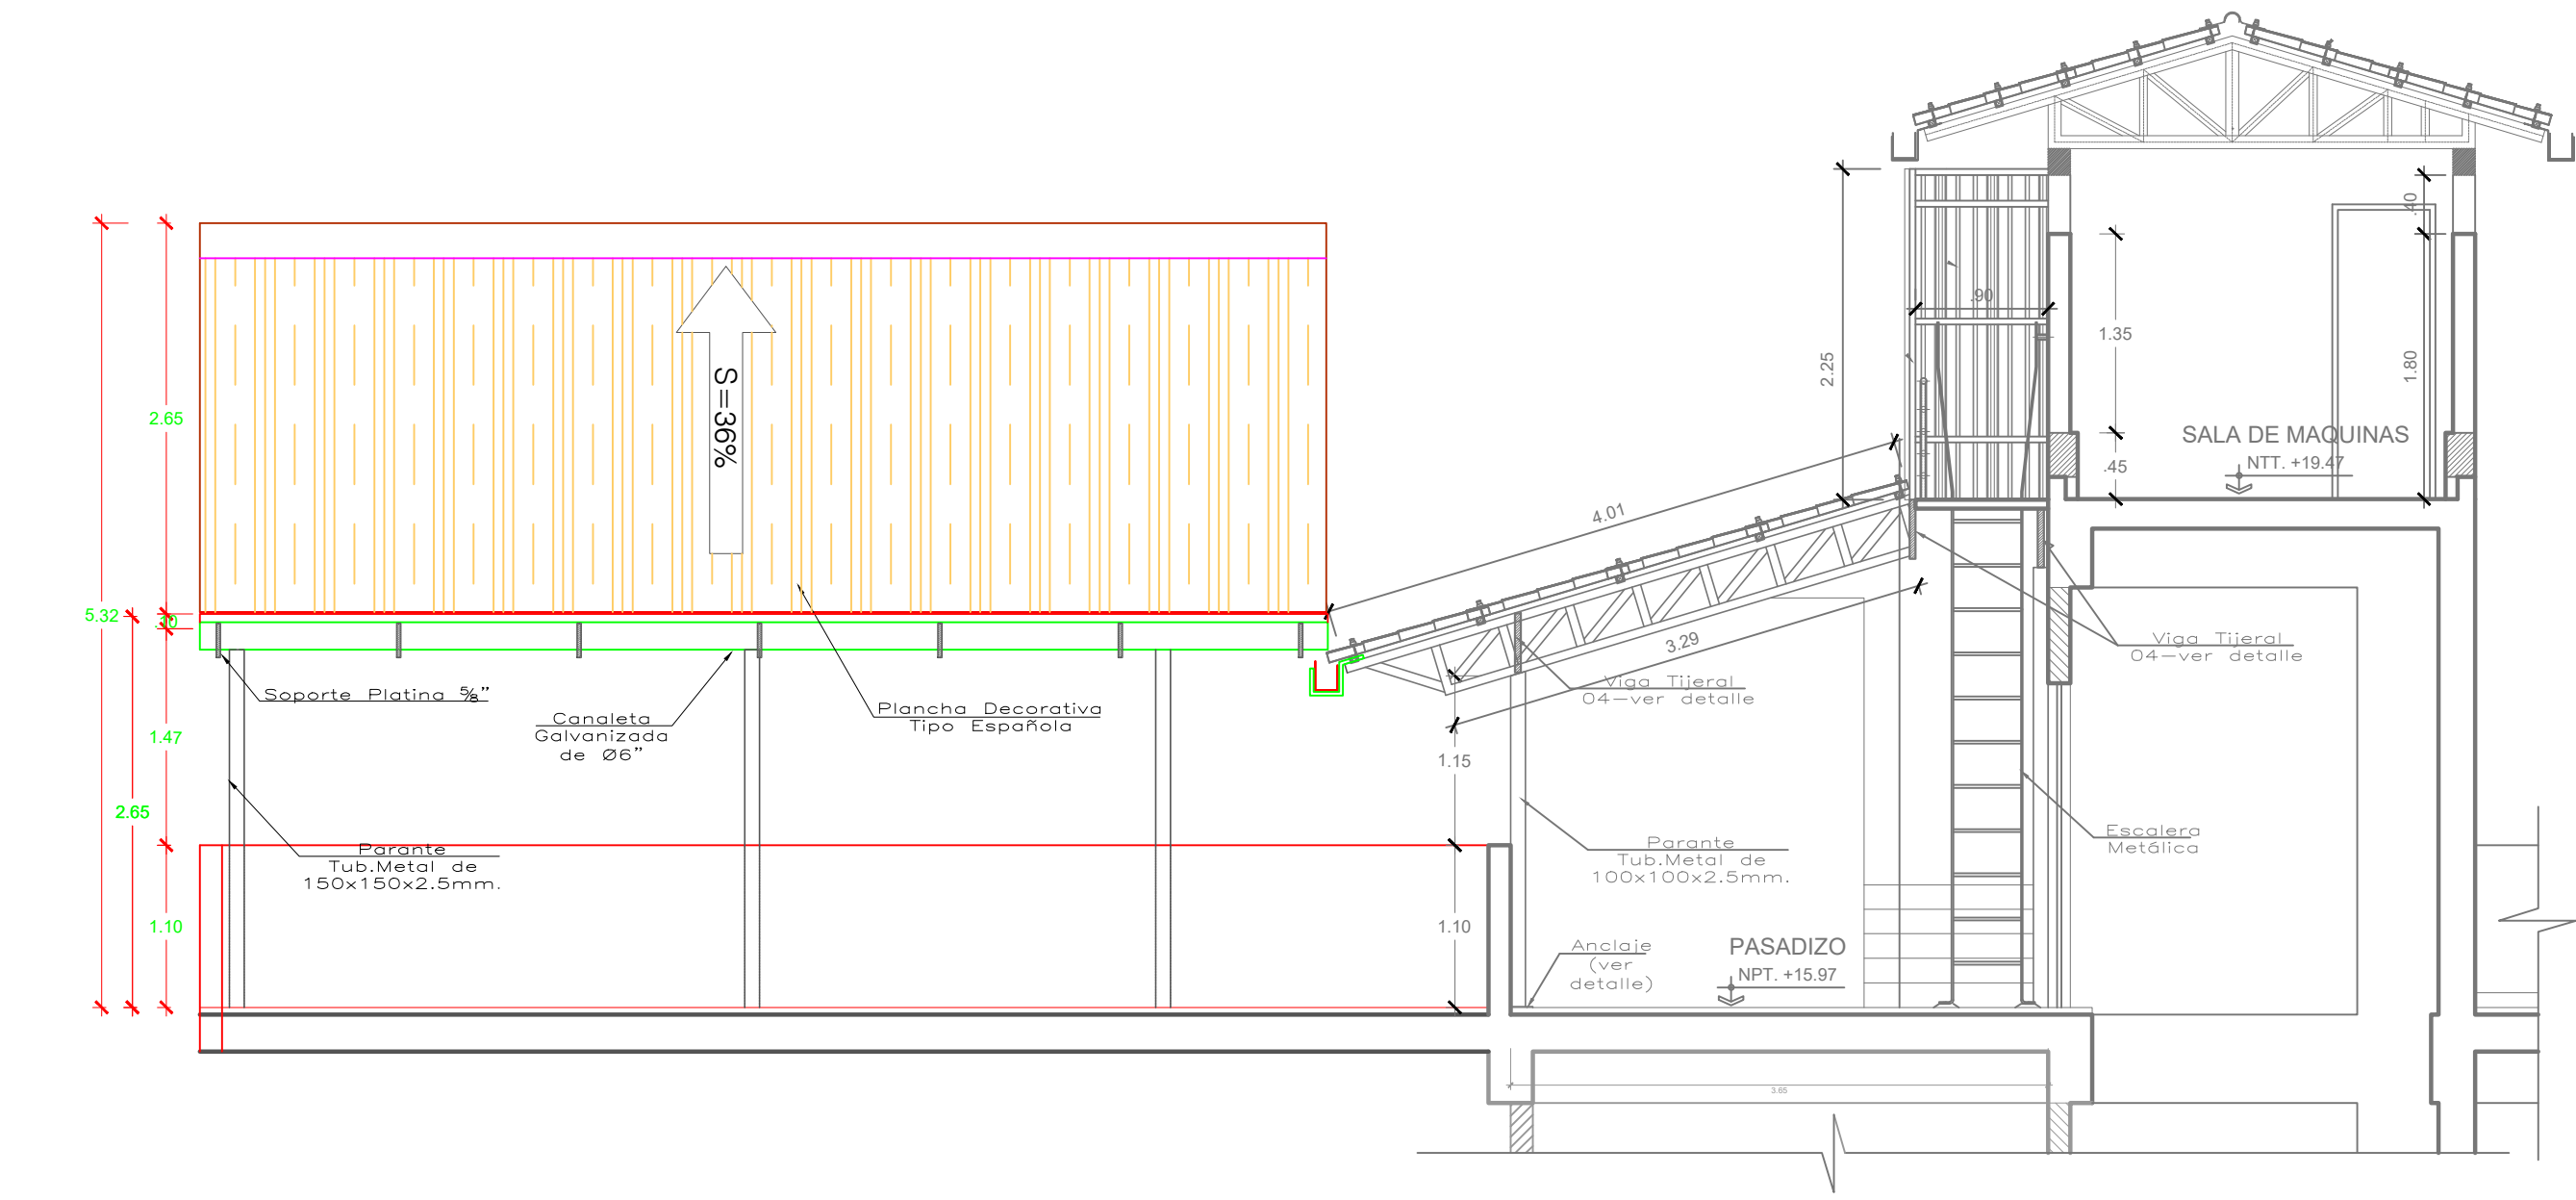 .40
.90
1.35
2.25
1.80
2.65
S=36%
SALA DE MAQUINAS
.45
NTT. +19.47
4.01
5.32
.10
3.29
Viga Tijeral
04-ver detalle
Viga Tijeral
04-ver detalle
Soporte Platina ⅝"
Canaleta
Galvanizada
de Ø6"
Plancha Decorativa
Tipo Española
1.47
1.15
2.65
Parante
Tub.Metal de
150x150x2.5mm.
Parante
Tub.Metal de
100x100x2.5mm.
Escalera
Metálica
1.10
1.10
Anclaje
(ver
detalle)
PASADIZO
NPT. +15.97
3.65